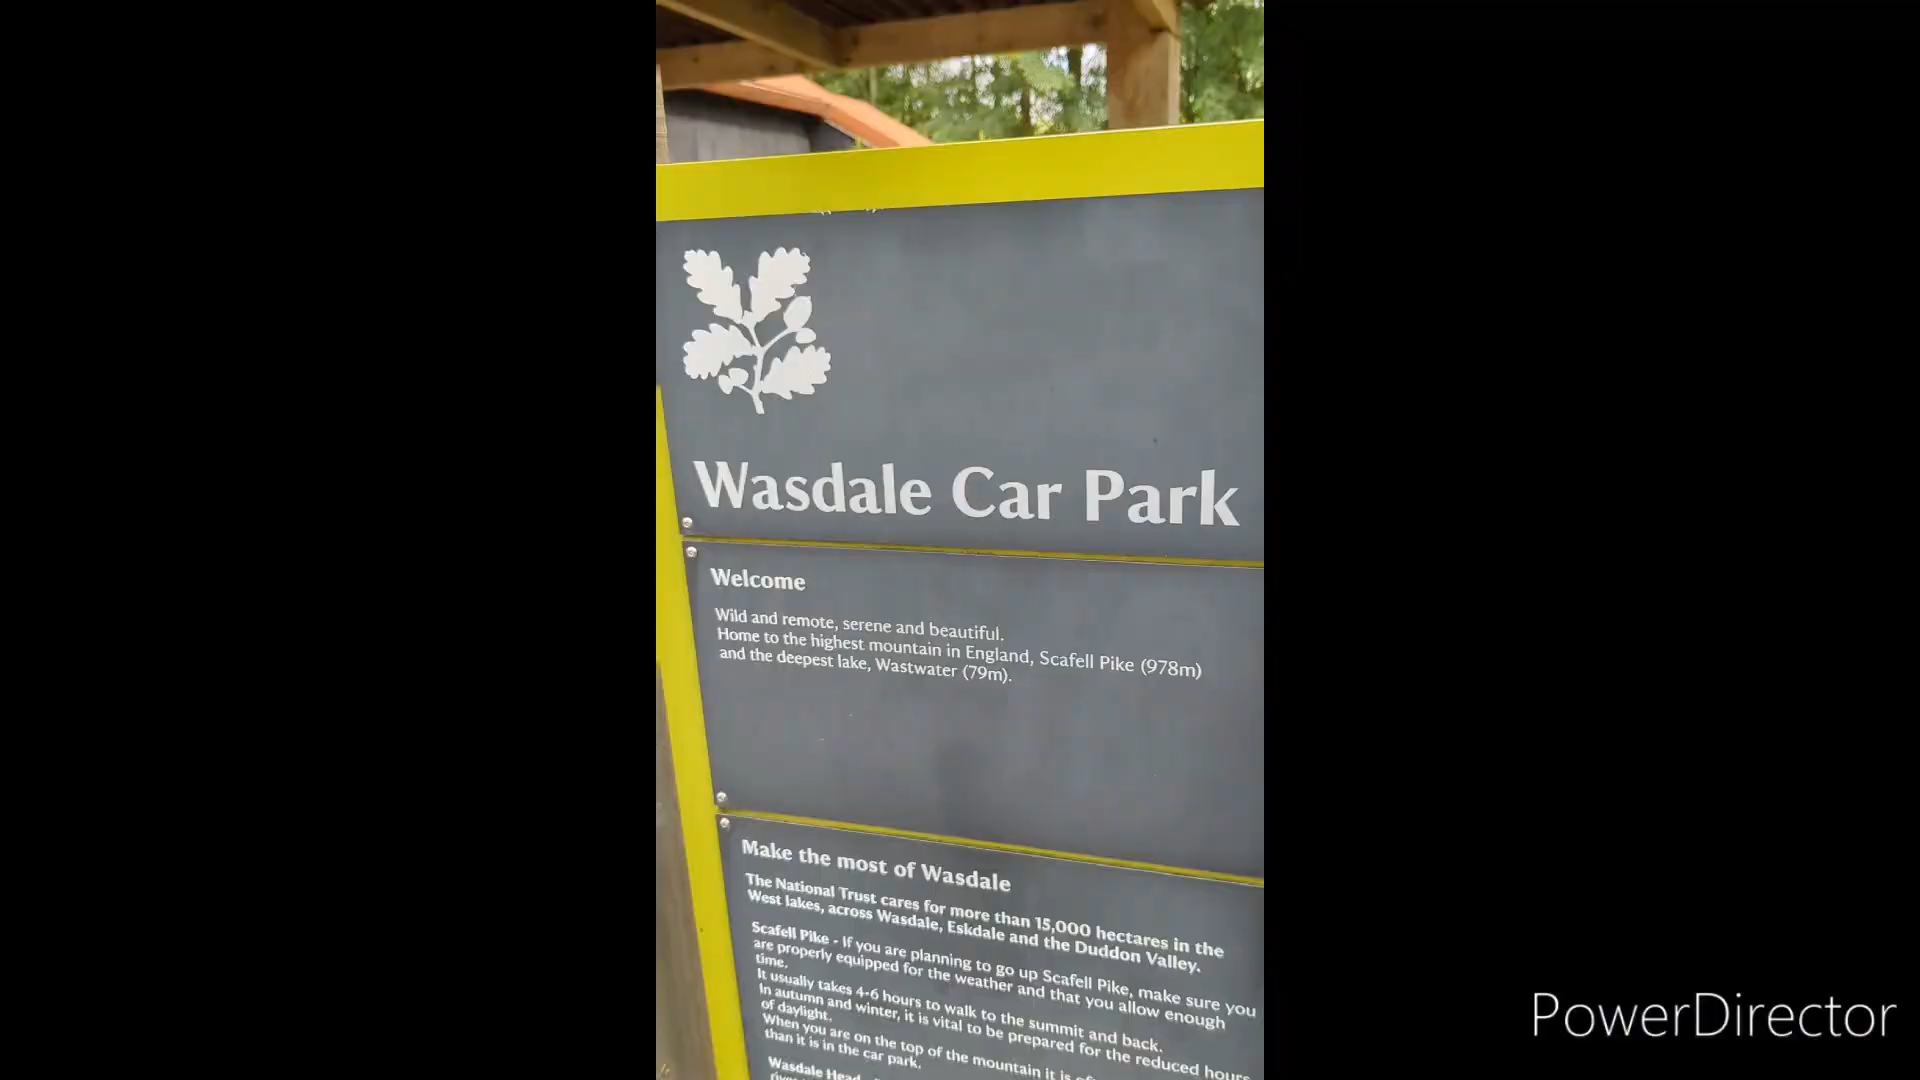 Wasdale Car Park
Welcome
Wild and remote, serene and beautiful.
Home to the highest mountain in England, Scafell Pike (978m)
and the deepest lake, Wastwater (79m).
Make the most of Wasdale
The National Trust cares for more than 15,000 hectares in the
West lakes, across Wasdale, Eskdale and the Duddon Valley.
Scafell Pike - If you are planning to go up Scafell Pike, make sure you
are properly equipped for the weather and that you allow enough
time.
It usually takes 4-6 hours to walk to the summit and back.
In autumn and winter, it is vital to be prepared for the reduced hours
of daylight.
When you are on the top of the mountain it is
than it is in the car park.
Wasdale Head
PowerDirector